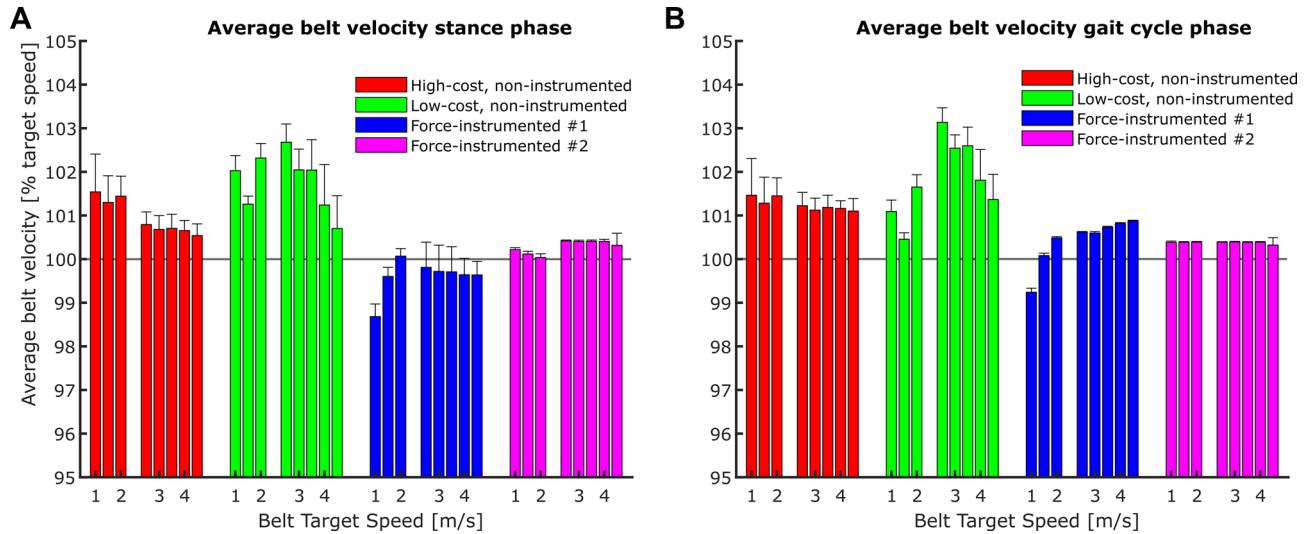 A
Average belt velocity stance phase
Average belt velocity [% target speed]
105
104
103
102
101
100
99
98
97
96
95
High-cost, non-instrumented
Low-cost, non-instrumented
Force-instrumented #1
Force-instrumented #2
1 2 3 4 1 2 3 4 1 2 3 4 1 2 3 4
Belt Target Speed [m/s]
B
Average belt velocity gait cycle phase
105
104
103
102
101
100
99
98
97
96
95
High-cost, non-instrumented
Low-cost, non-instrumented
Force-instrumented #1
Force-instrumented #2
1 2 3 4 1 2 3 4 1 2 3 4 1 2 3 4
Belt Target Speed [m/s]